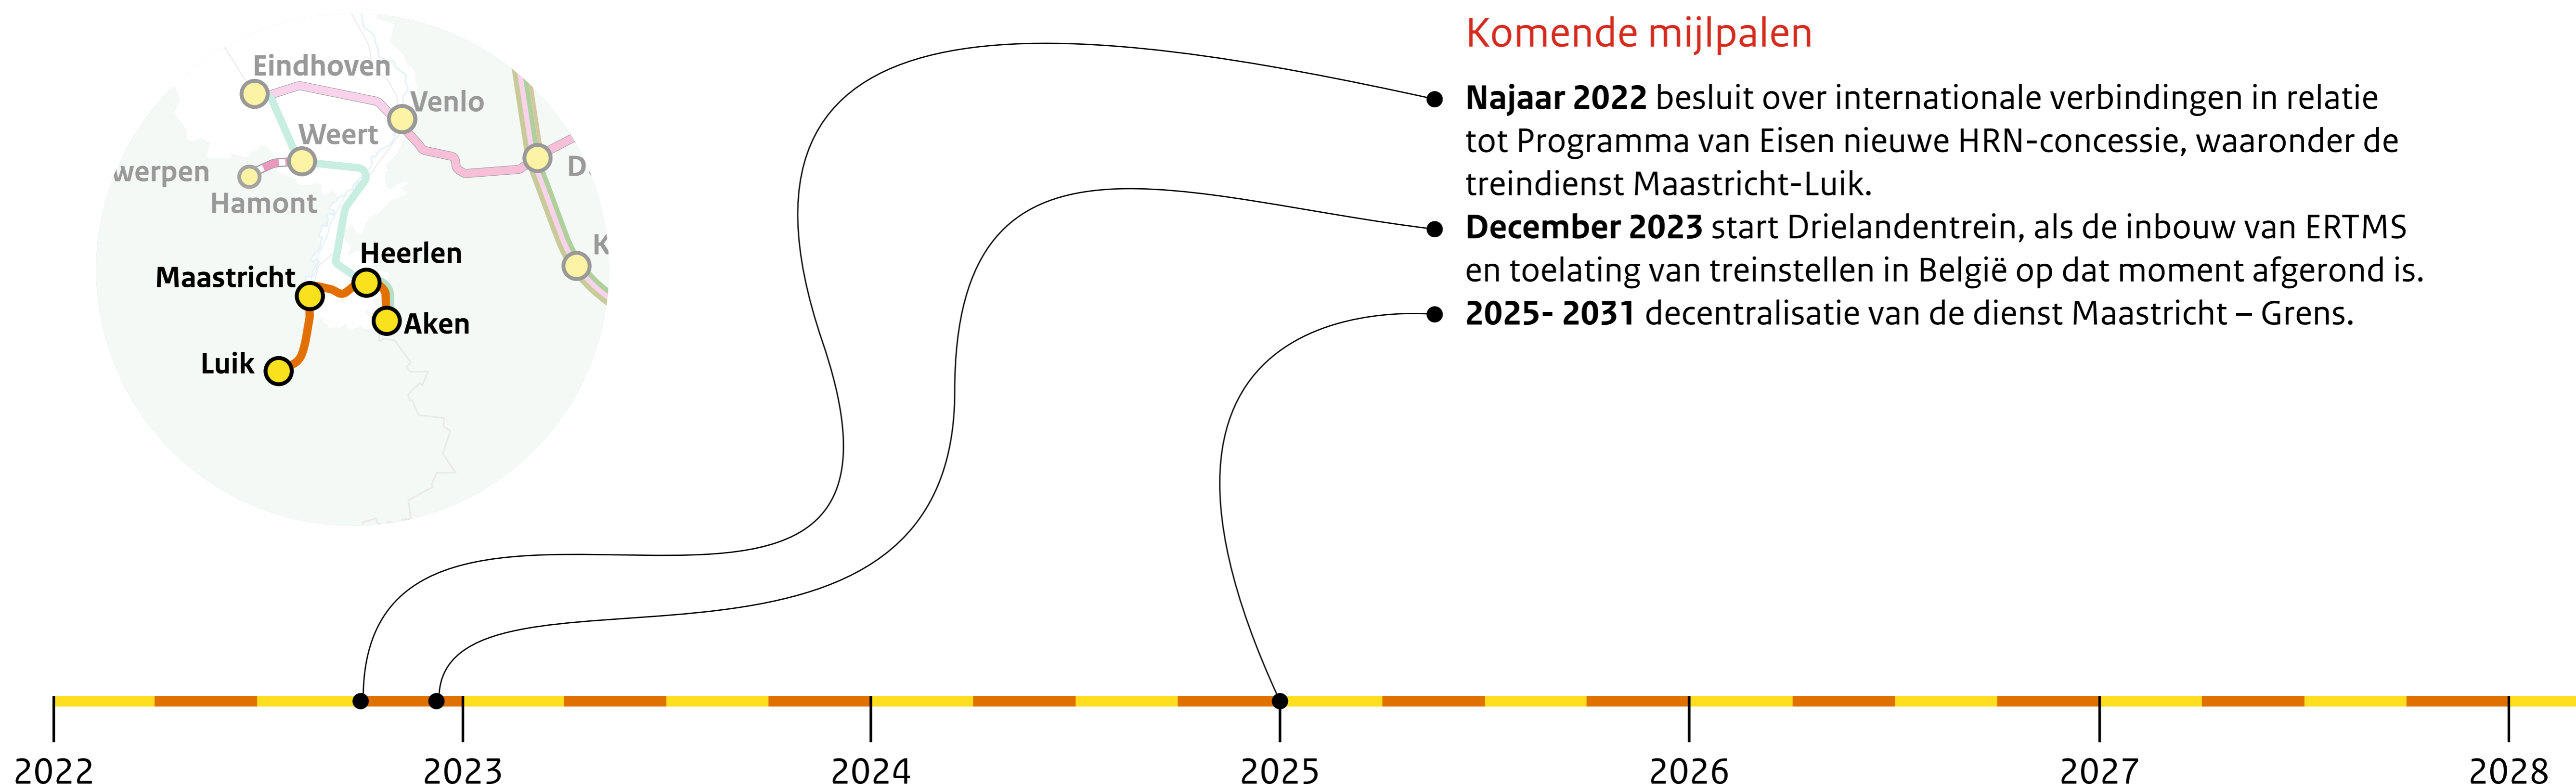 Komende mijlpalen
Najaar 2022 besluit over internationale verbindingen in relatie
tot Programma van Eisen nieuwe HRN-concessie, waaronder de
treindienst Maastricht-Luik.
December 2023 start Drielandentrein, als de inbouw van ERTMS
en toelating van treinstellen in België op dat moment afgerond is.
2025- 2031 decentralisatie van de dienst Maastricht – Grens.
Eindhoven
Venlo
Weert
werpen
D
Hamont
K
Heerlen
Maastricht
Aken
Luik
2022 2023 2024 2025 2026 2027 2028